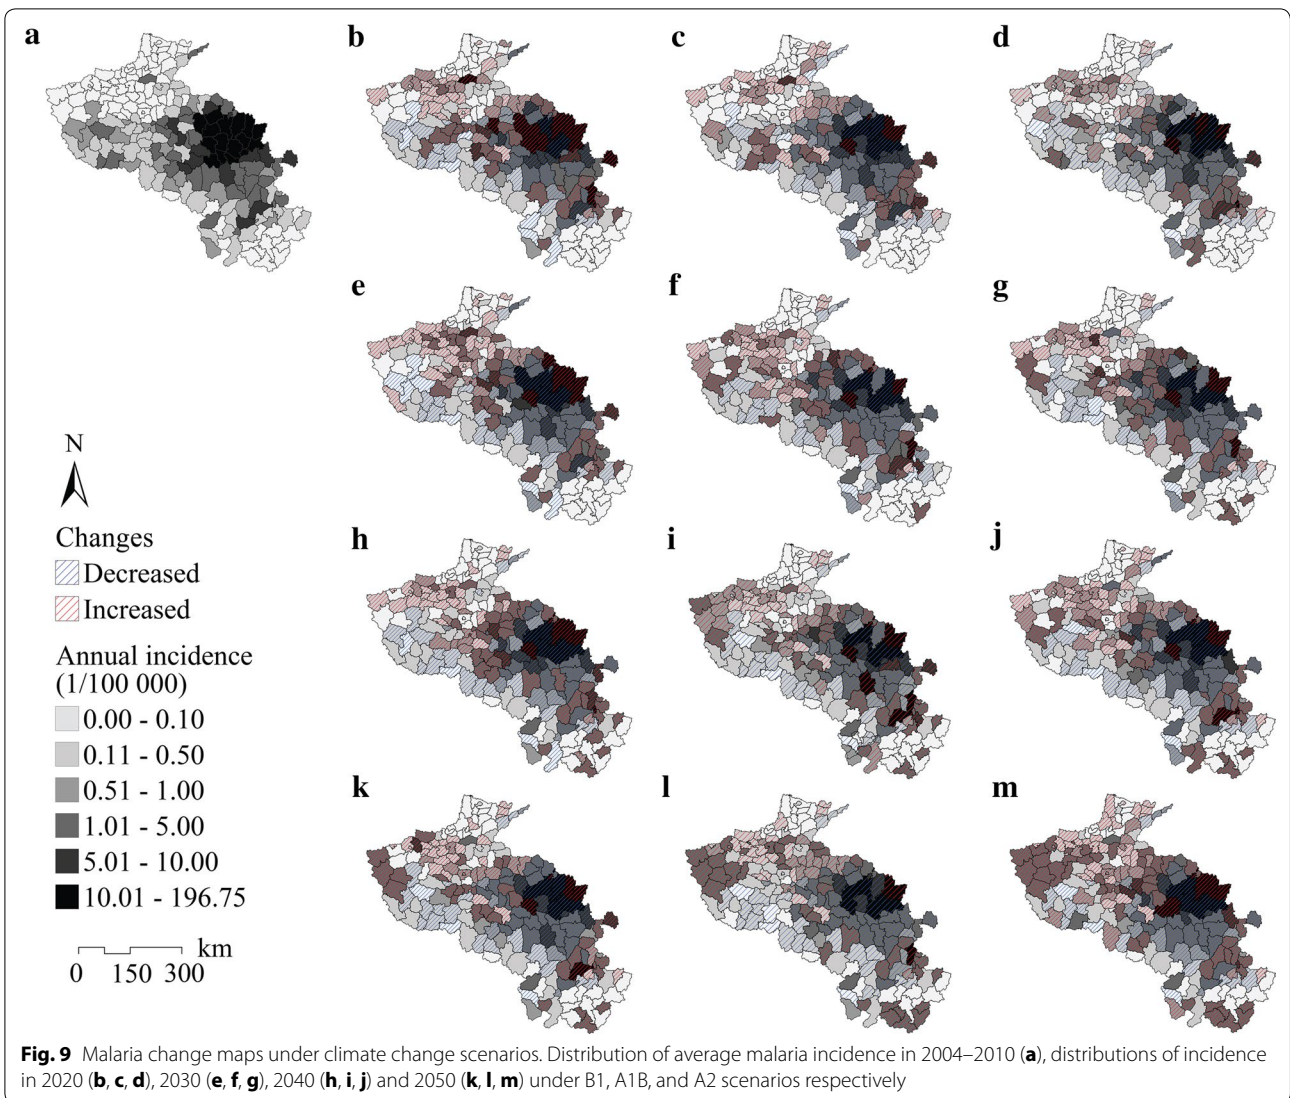 a
b
c
d
e
f
g
h
i
j
k
l
m
N
Changes
Decreased
Increased
Annual incidence
(1/100 000)
0.00 - 0.10
0.11 - 0.50
0.51 - 1.00
1.01 - 5.00
5.01 - 10.00
10.01 - 196.75
km
0 150 300
Fig. 9 Malaria change maps under climate change scenarios. Distribution of average malaria incidence in 2004–2010 (a), distributions of incidence
in 2020 (b, c, d), 2030 (e, f, g), 2040 (h, i, j) and 2050 (k, l, m) under B1, A1B, and A2 scenarios respectively